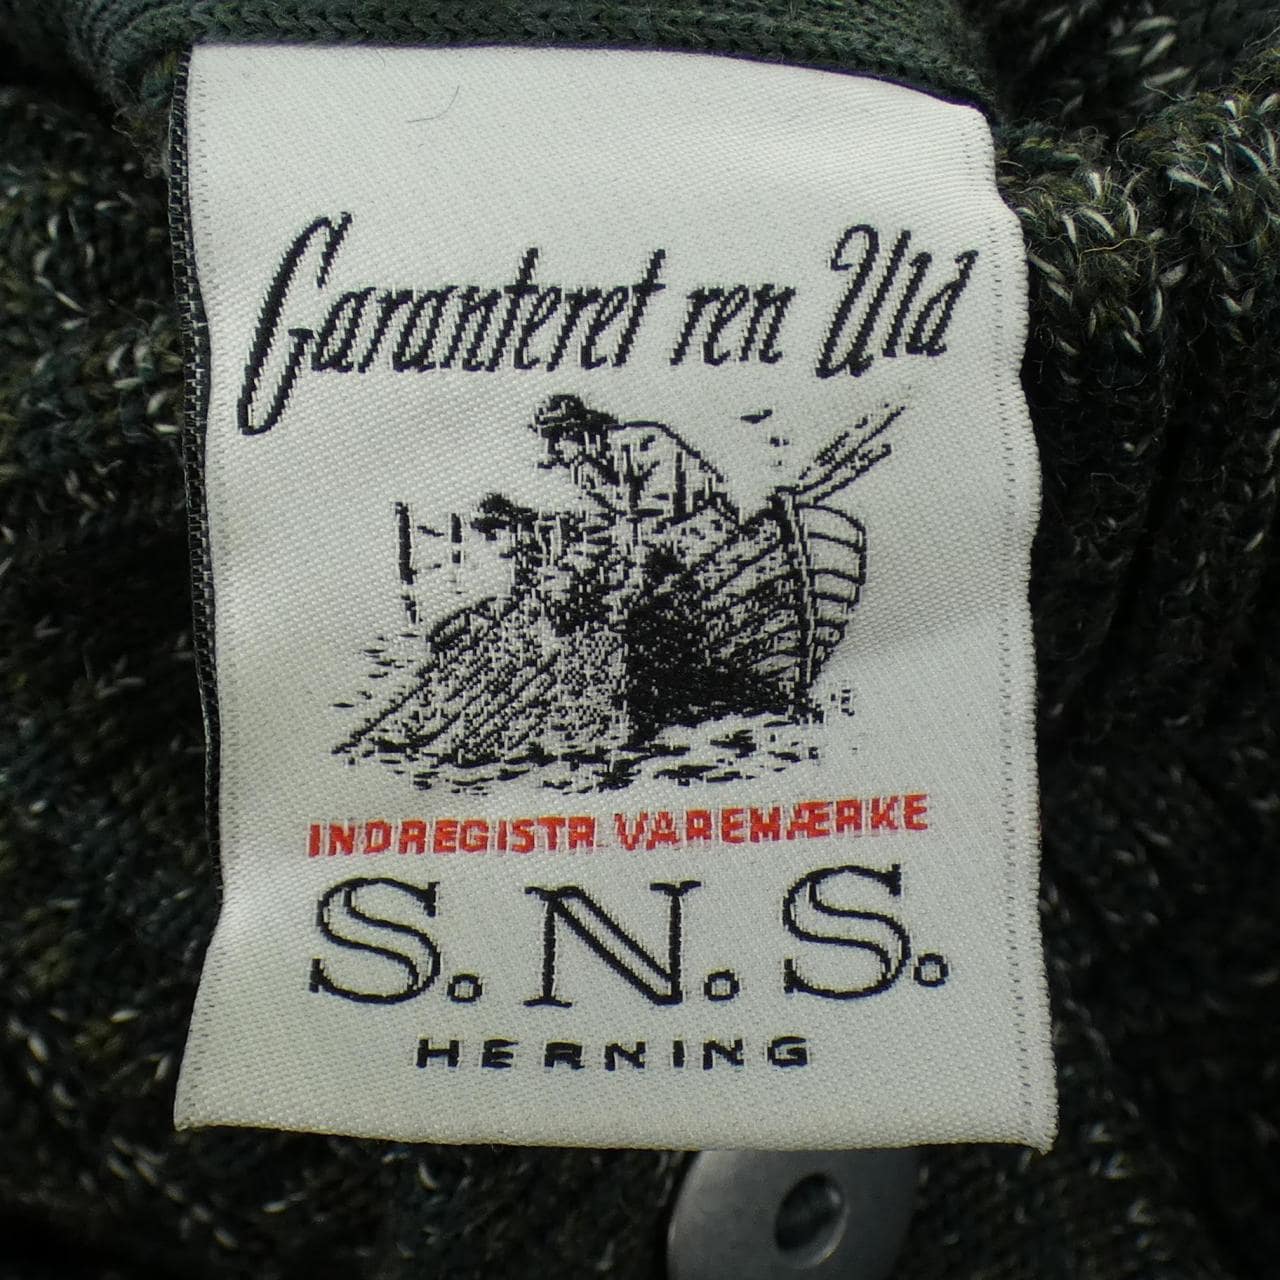 Garanteret ren Uld
INDREGISTR. VAREMÆRKE
S.N.S.
HERNING